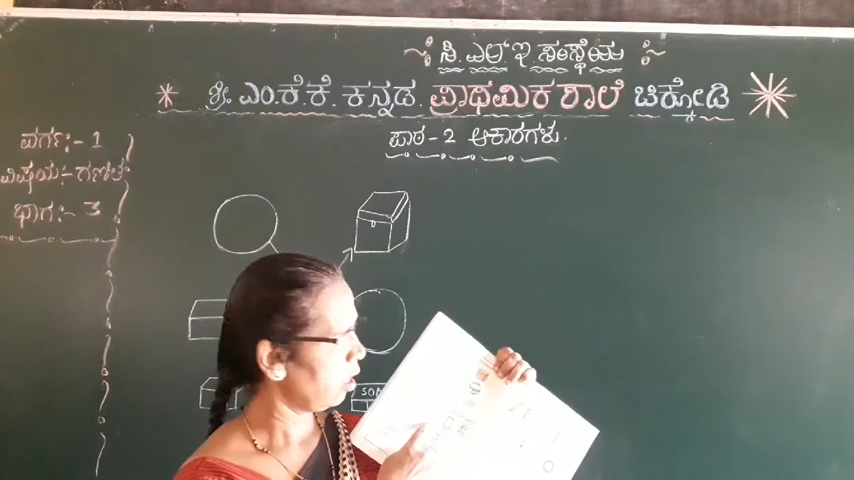 ಸಿ.ಎಲ್.ಇ.ಸಂಸ್ಥೆಯ
ಶ್ರೀ.ಎಂ.ಕೆ.ಕೆ.ಕನ್ನಡ ಪ್ರಾಥಮಿಕ ಶಾಲೆ ಚಿಕ್ಕೋಡಿ
ಪಾಠ-2 ಆಕಾರಗಳು.
ವರ್ಗ:-1
ವಿಷಯ:-ಗಣಿತ
ಭಾಗ:-3